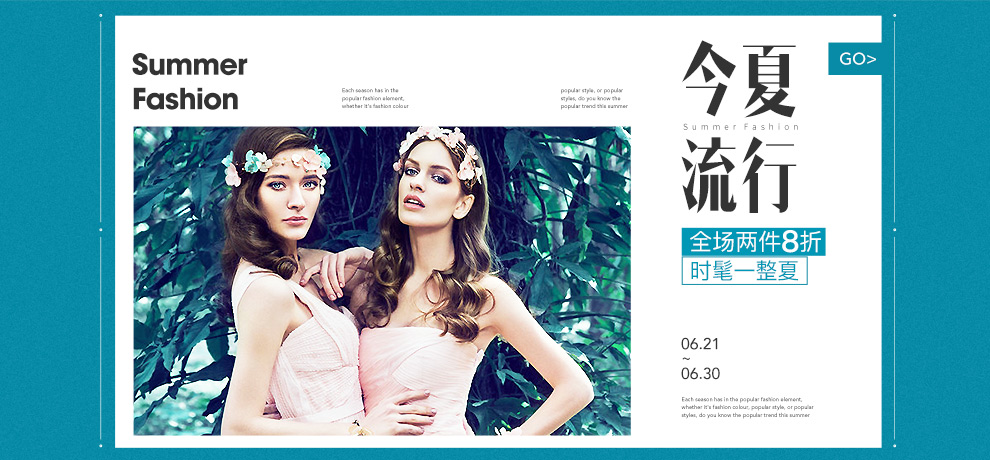 Summer
Fashion
Each season has in the
popular fashion element,
whether it's fashion colour
popular style, or popular
styles, do you know the
popular trend this summer
今夏
Summer Fashion
流行
GO>
全场两件8折
时髦一整夏
06.21
~
06.30
Each season has in the popular fashion element,
whether it's fashion colour, popular style, or popular
styles, do you know the popular trend this summer